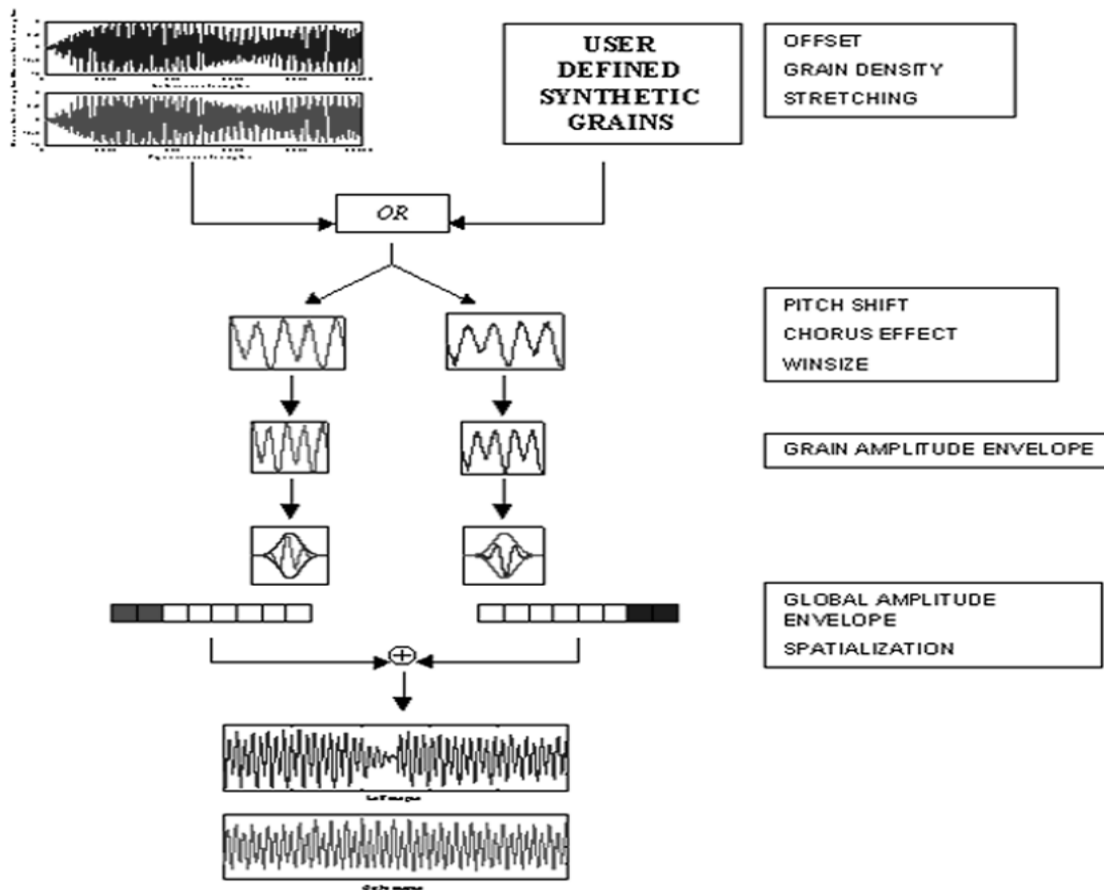 USER
DEFINED
SYNTHETIC
GRAINS
OFFSET
GRAIN DENSITY
STRETCHING
OR
PITCH SHIFT
CHORUS EFFECT
WINSIZE
GRAIN AMPLITUDE ENVELOPE
GLOBAL AMPLITUDE
ENVELOPE
SPATIALIZATION